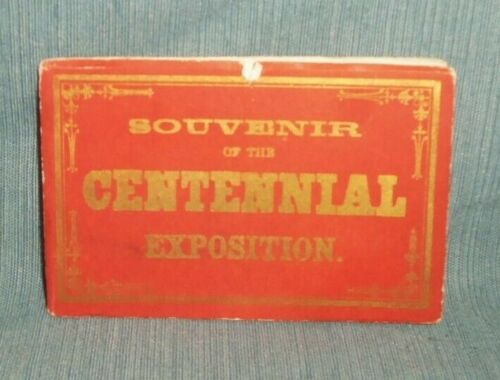 SOUVENIR
OF THE
CENTENNIAL
EXPOSITION.